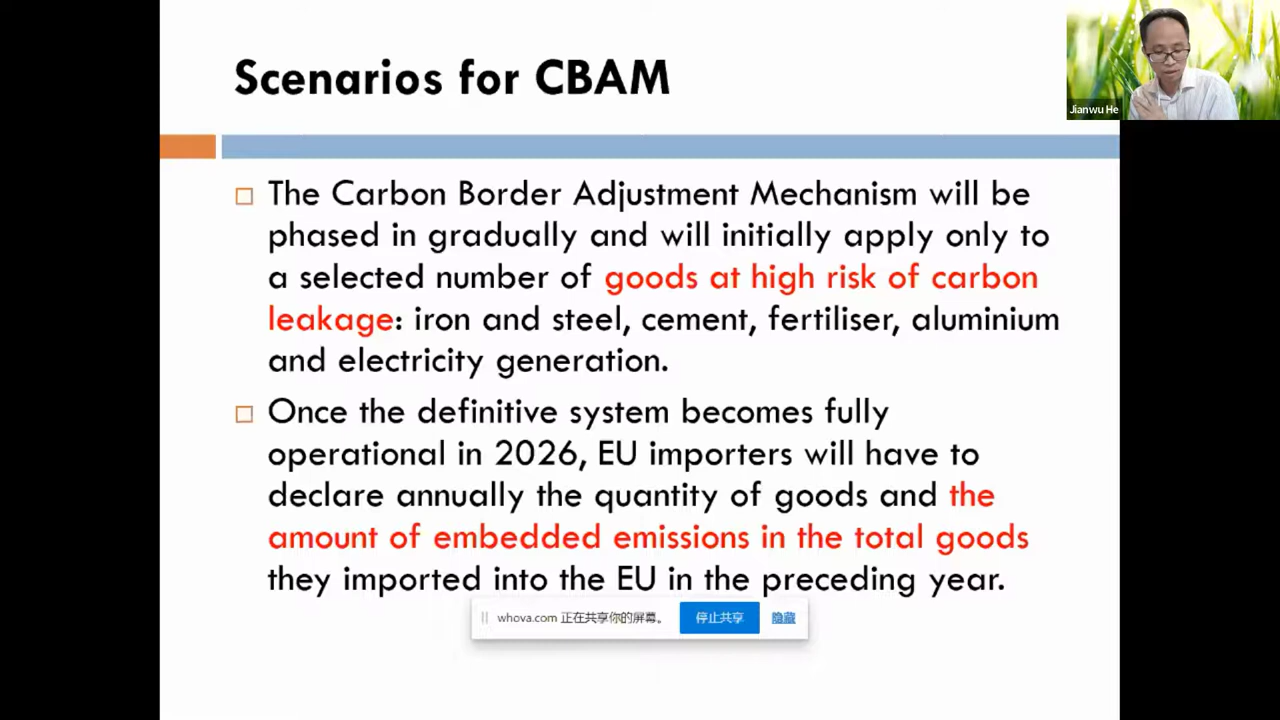 Scenarios for CBAM
Jianwu He
The Carbon Border Adjustment Mechanism will be
phased in gradually and will initially apply only to
a selected number of goods at high risk of carbon
leakage: iron and steel, cement, fertiliser, aluminium
and electricity generation.
Once the definitive system becomes fully
operational in 2026, EU importers will have to
declare annually the quantity of goods and the
amount of embedded emissions in the total goods
they imported into the EU in the preceding year.
whova.com 正在共享你的屏幕。 停止共享 隐藏